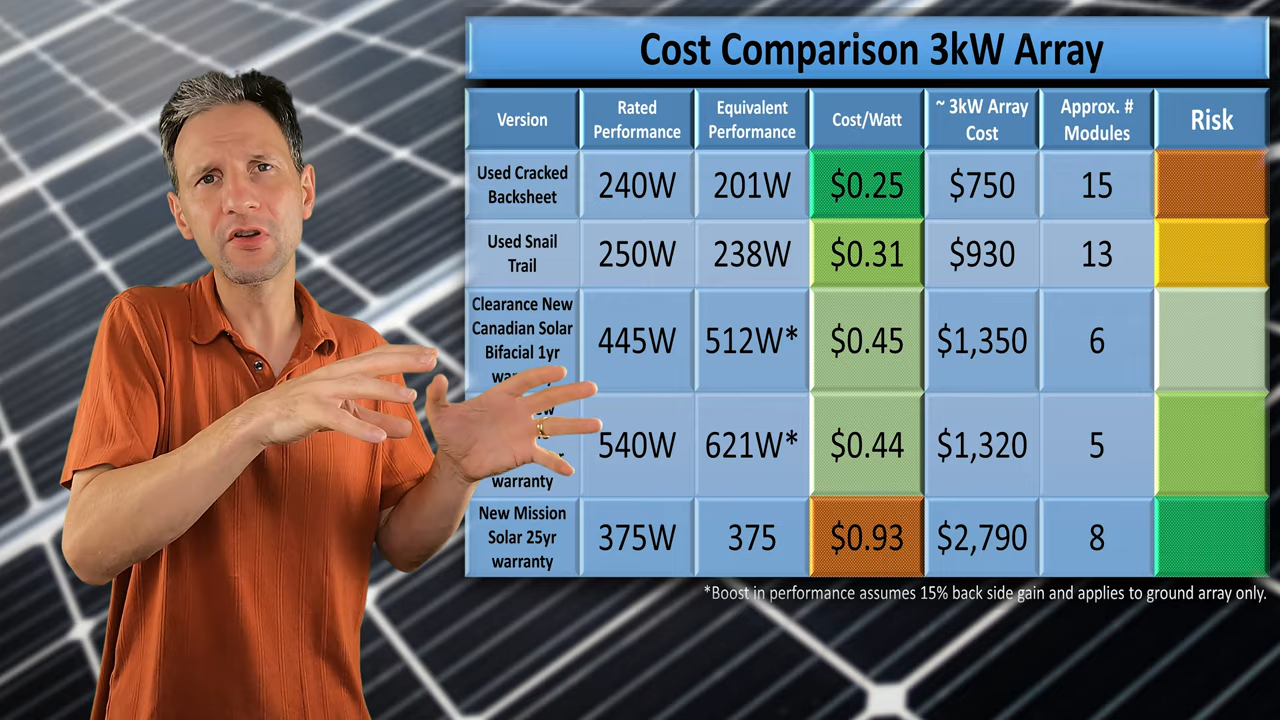 Cost Comparison 3kW Array
Version
Rated
Performance
Equivalent
Performance
Cost/Watt
~ 3kW Array
Cost
Approx. #
Modules
Risk
Used Cracked
Backsheet
240W
201W
$0.25
$750
15
Used Snail
Trail
250W
238W
$0.31
$930
13
Clearance New
Canadian Solar
Bifacial 1yr
445W
512W*
$0.45
$1,350
6
warranty
540W
621W*
$0.44
$1,320
5
New Mission
Solar 25yr
warranty
375W
375
$0.93
$2,790
8
*Boost in performance assumes 15% back side gain and applies to ground array only.